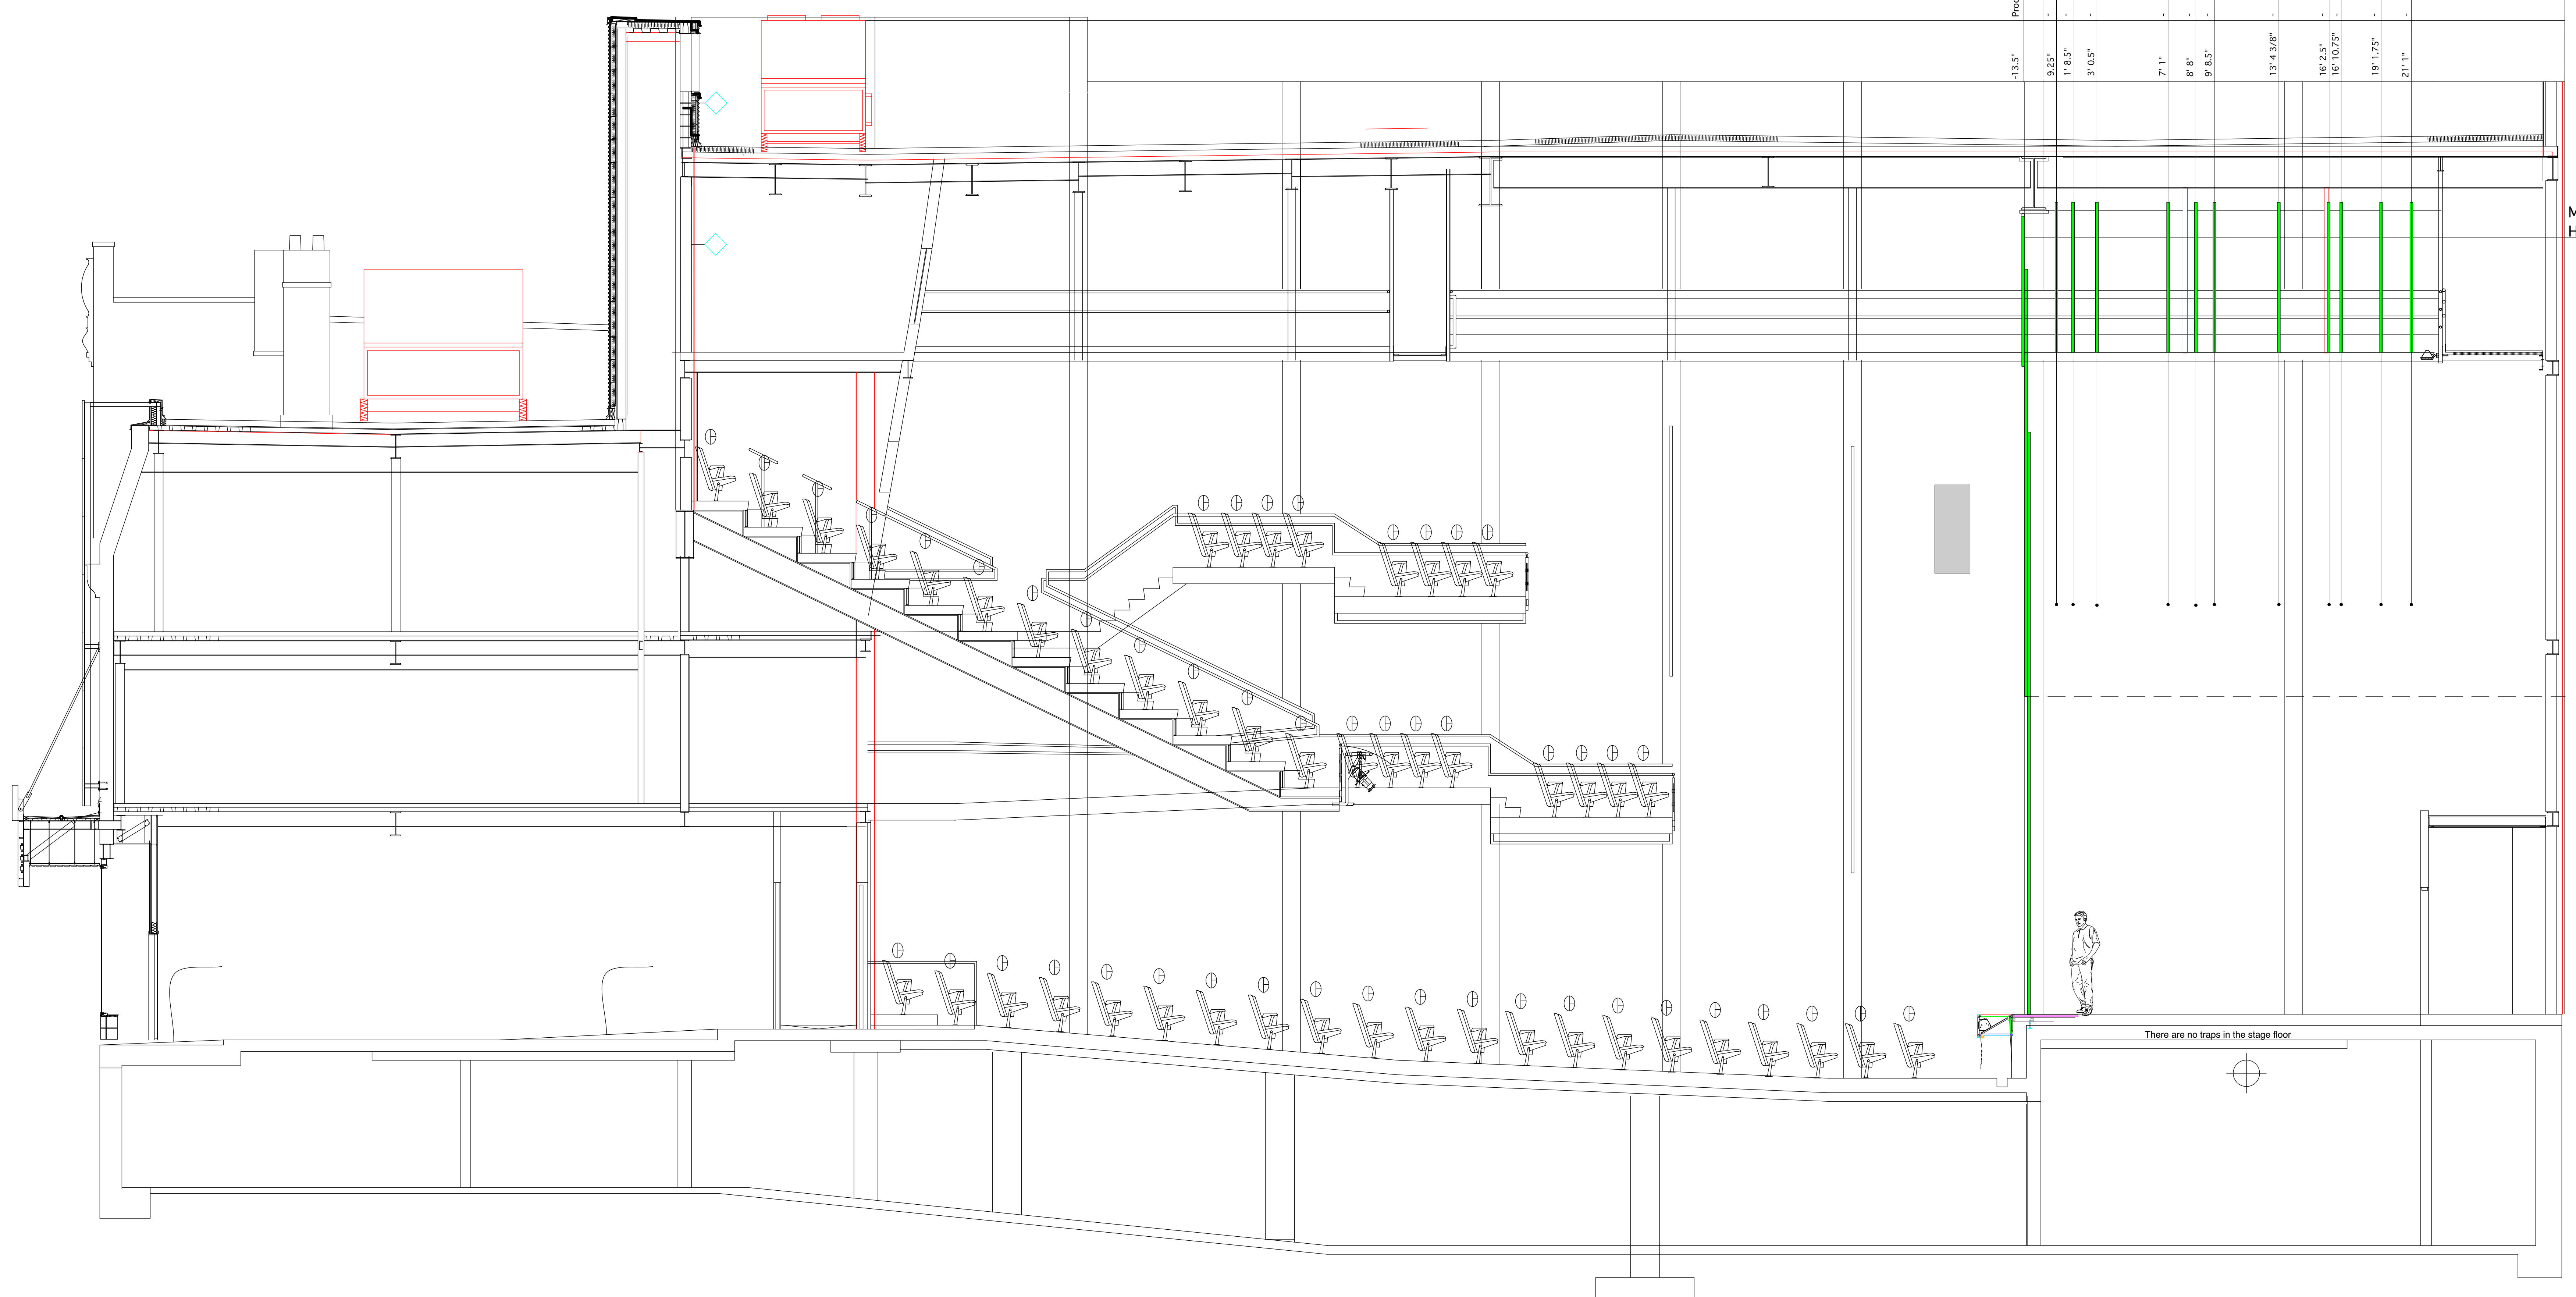 Proc
-13.5"
9.25" -
1' 8.5" -
3' 0.5" -
7' 1" -
8' 8" -
9' 8.5" -
13' 4 3/8" -
16' 2.5" -
16' 10.75" -
19' 1.75" -
21' 1" -
M
H
There are no traps in the stage floor